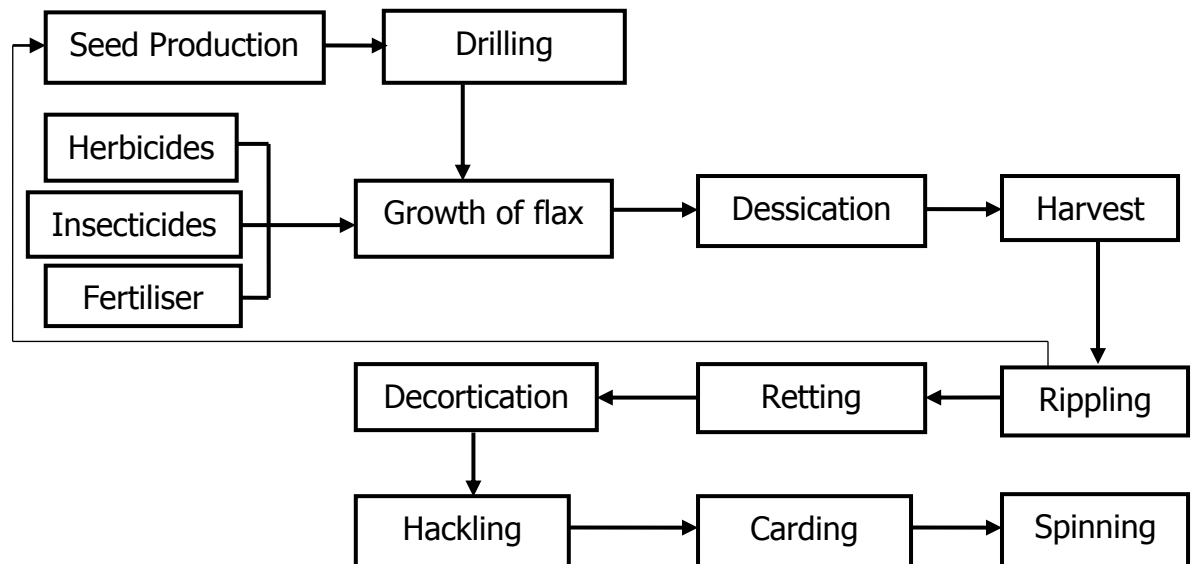 Seed Production
Drilling
Herbicides
Insecticides
Fertiliser
Growth of flax
Dessication
Harvest
Decortication
Retting
Rippling
Hackling
Carding
Spinning